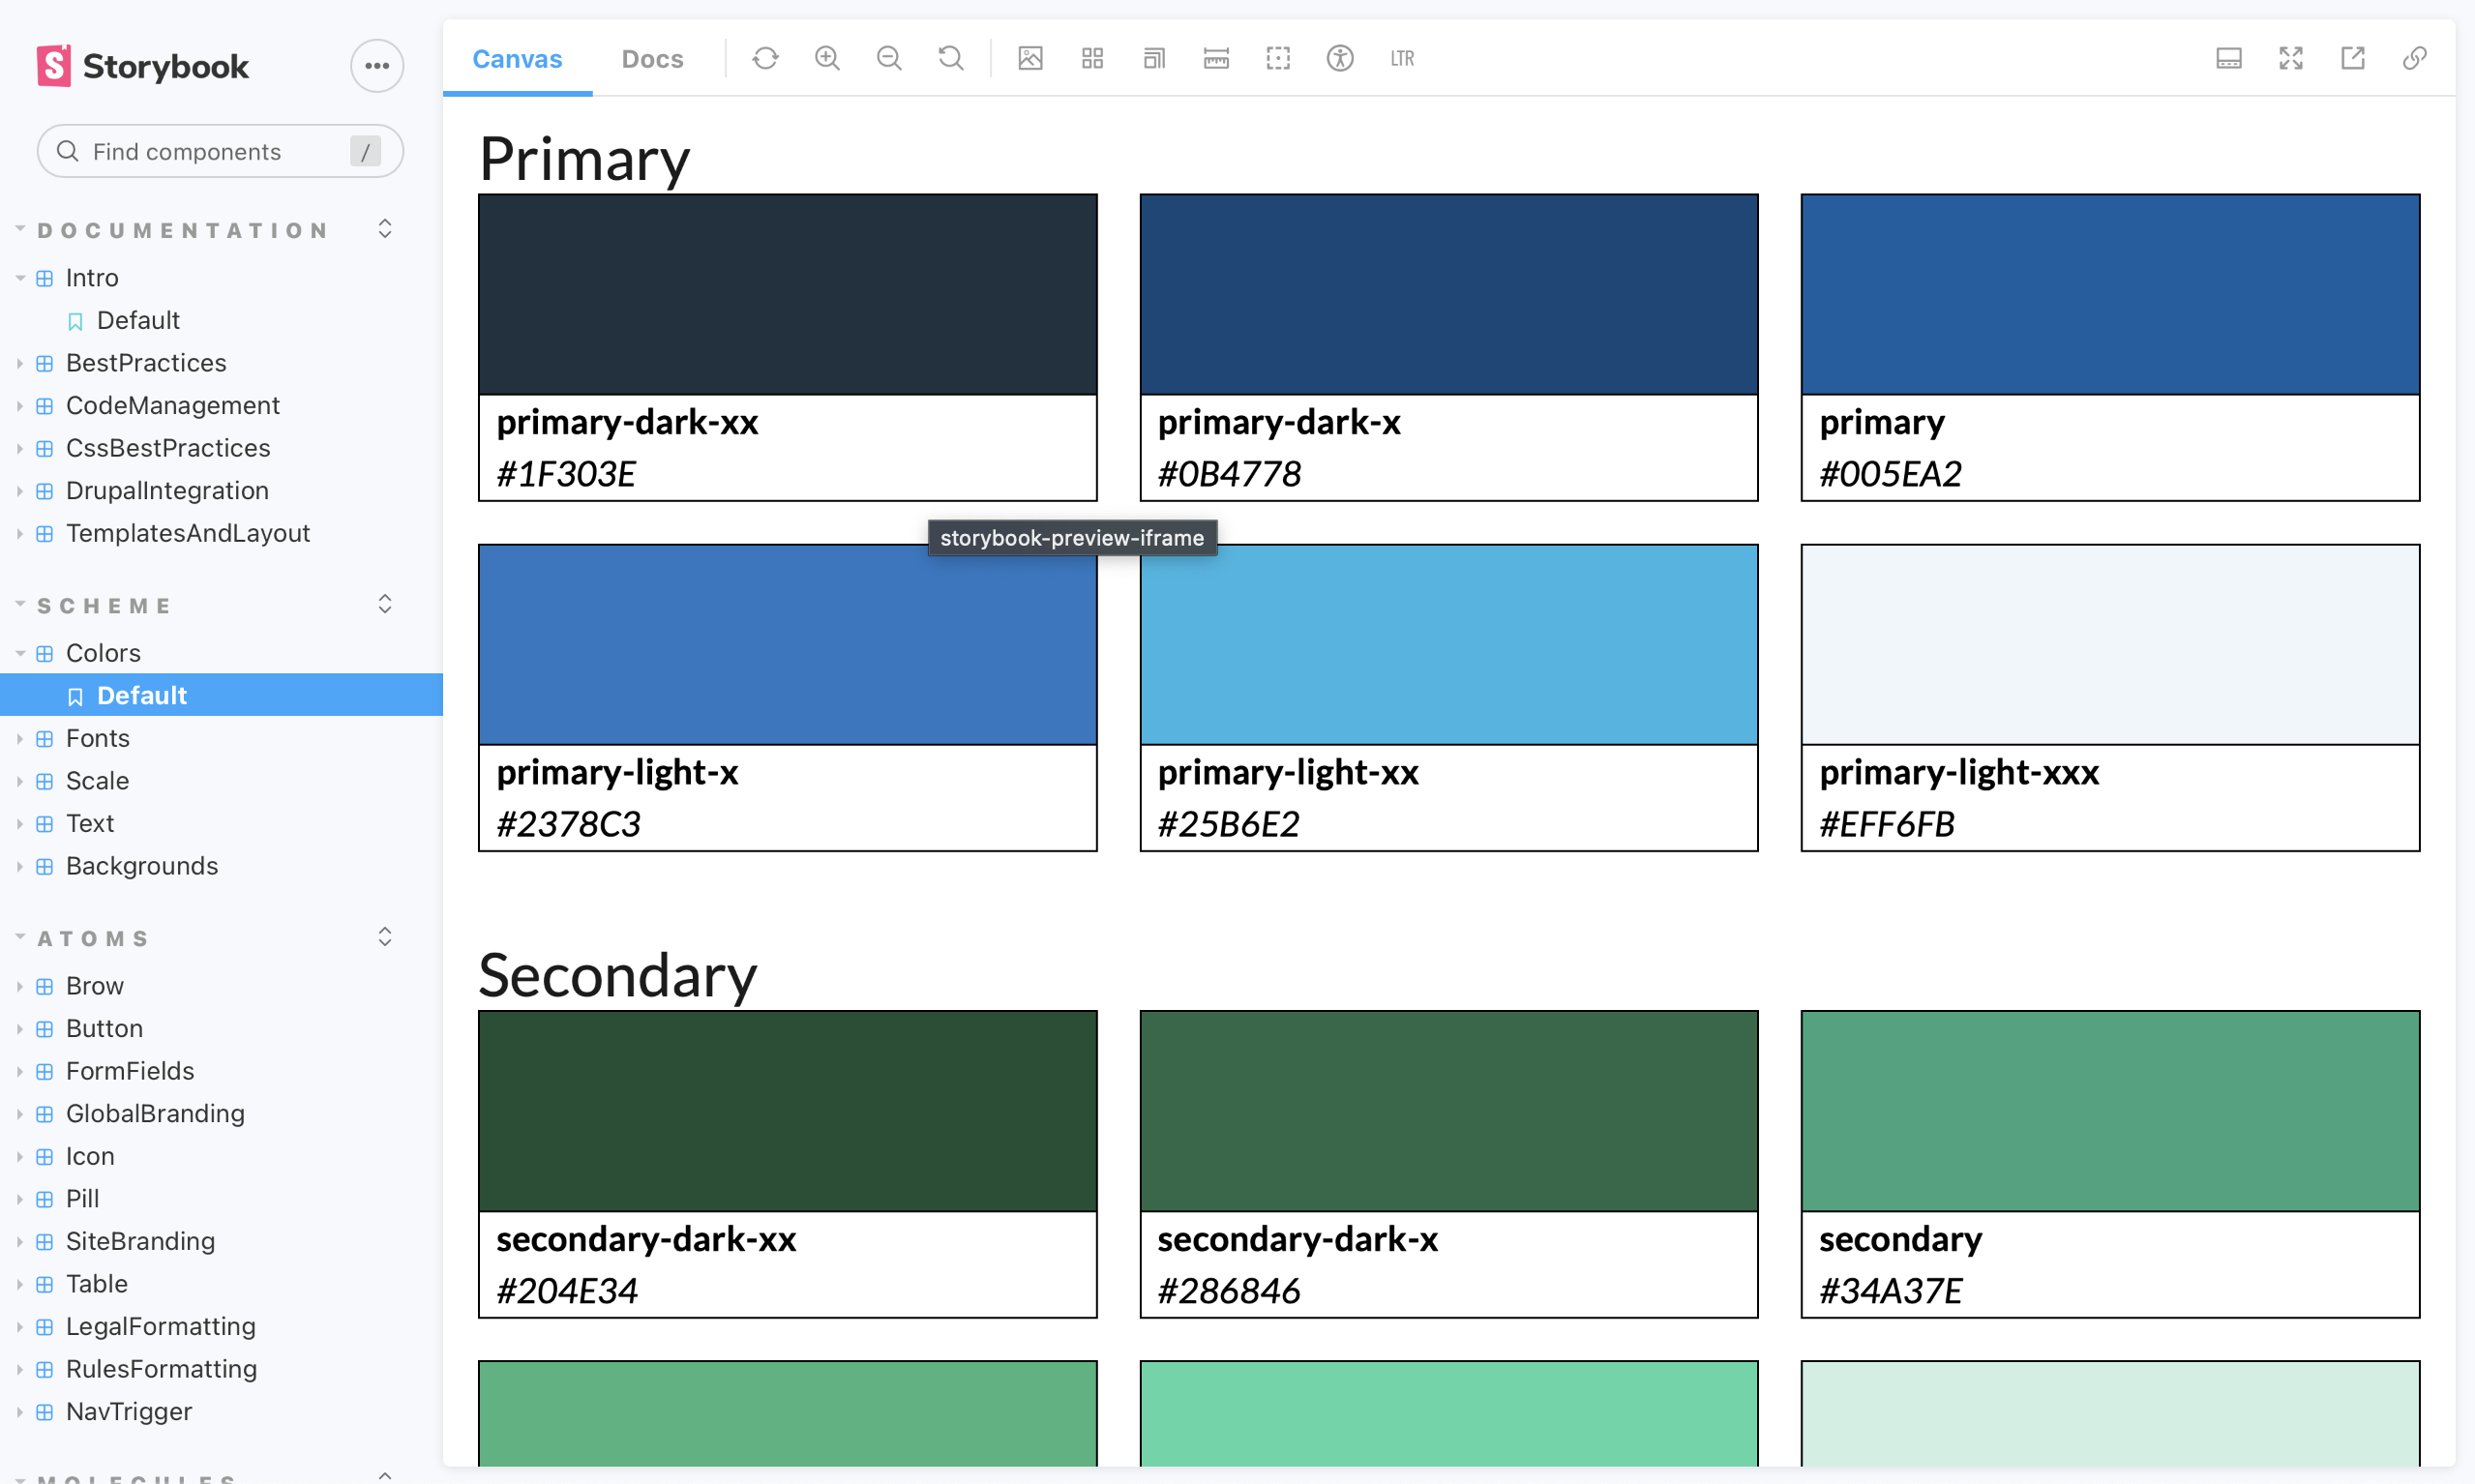 Storybook
Find components /
DOCUMENTATION
Intro
Default
BestPractices
CodeManagement
CssBestPractices
DrupalIntegration
TemplatesAndLayout
SCHEME
Colors
Default
Fonts
Scale
Text
Backgrounds
ATOMS
Brow
Button
FormFields
GlobalBranding
Icon
Pill
SiteBranding
Table
LegalFormatting
RulesFormatting
NavTrigger
MOLECULES
Canvas Docs LTR
Primary
primary-dark-xx
#1F303E
primary-dark-x
#0B4778
primary
#005EA2
storybook-preview-iframe
primary-light-x
#2378C3
primary-light-xx
#25B6E2
primary-light-xxx
#EFF6FB
Secondary
secondary-dark-xx
#204E34
secondary-dark-x
#286846
secondary
#34A37E